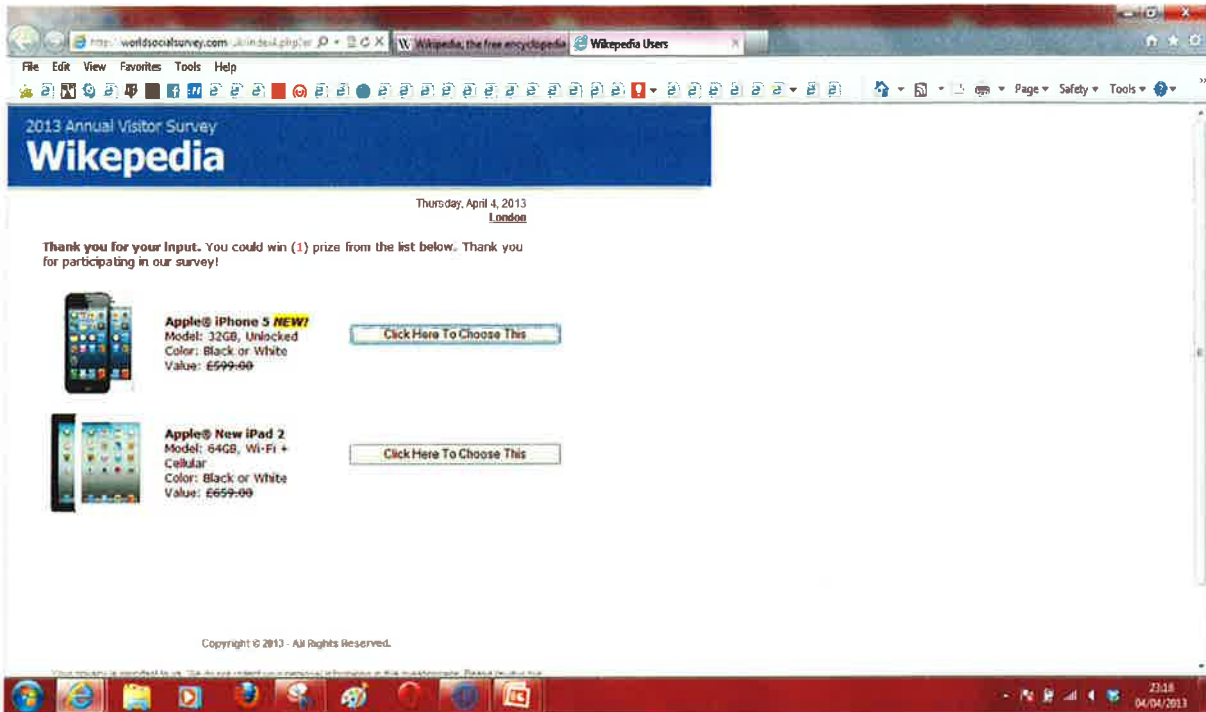 worldsocialsurvey.com
Wikipedia, the free encyclopedia
Wikepedia Users
File Edit View Favorites Tools Help
Page Safety Tools
2013 Annual Visitor Survey
Wikepedia
Thursday, April 4, 2013
London
Thank you for your input. You could win (1) prize from the list below. Thank you
for participating in our survey!
Apple® iPhone 5 NEW!
Model: 32GB, Unlocked
Color: Black or White
Value: £599.00
Click Here To Choose This
Apple® New iPad 2
Model: 64GB, Wi-Fi +
Cellular
Color: Black or White
Value: £659.00
Click Here To Choose This
Copyright © 2013 - All Rights Reserved.
23:18
04/04/2013